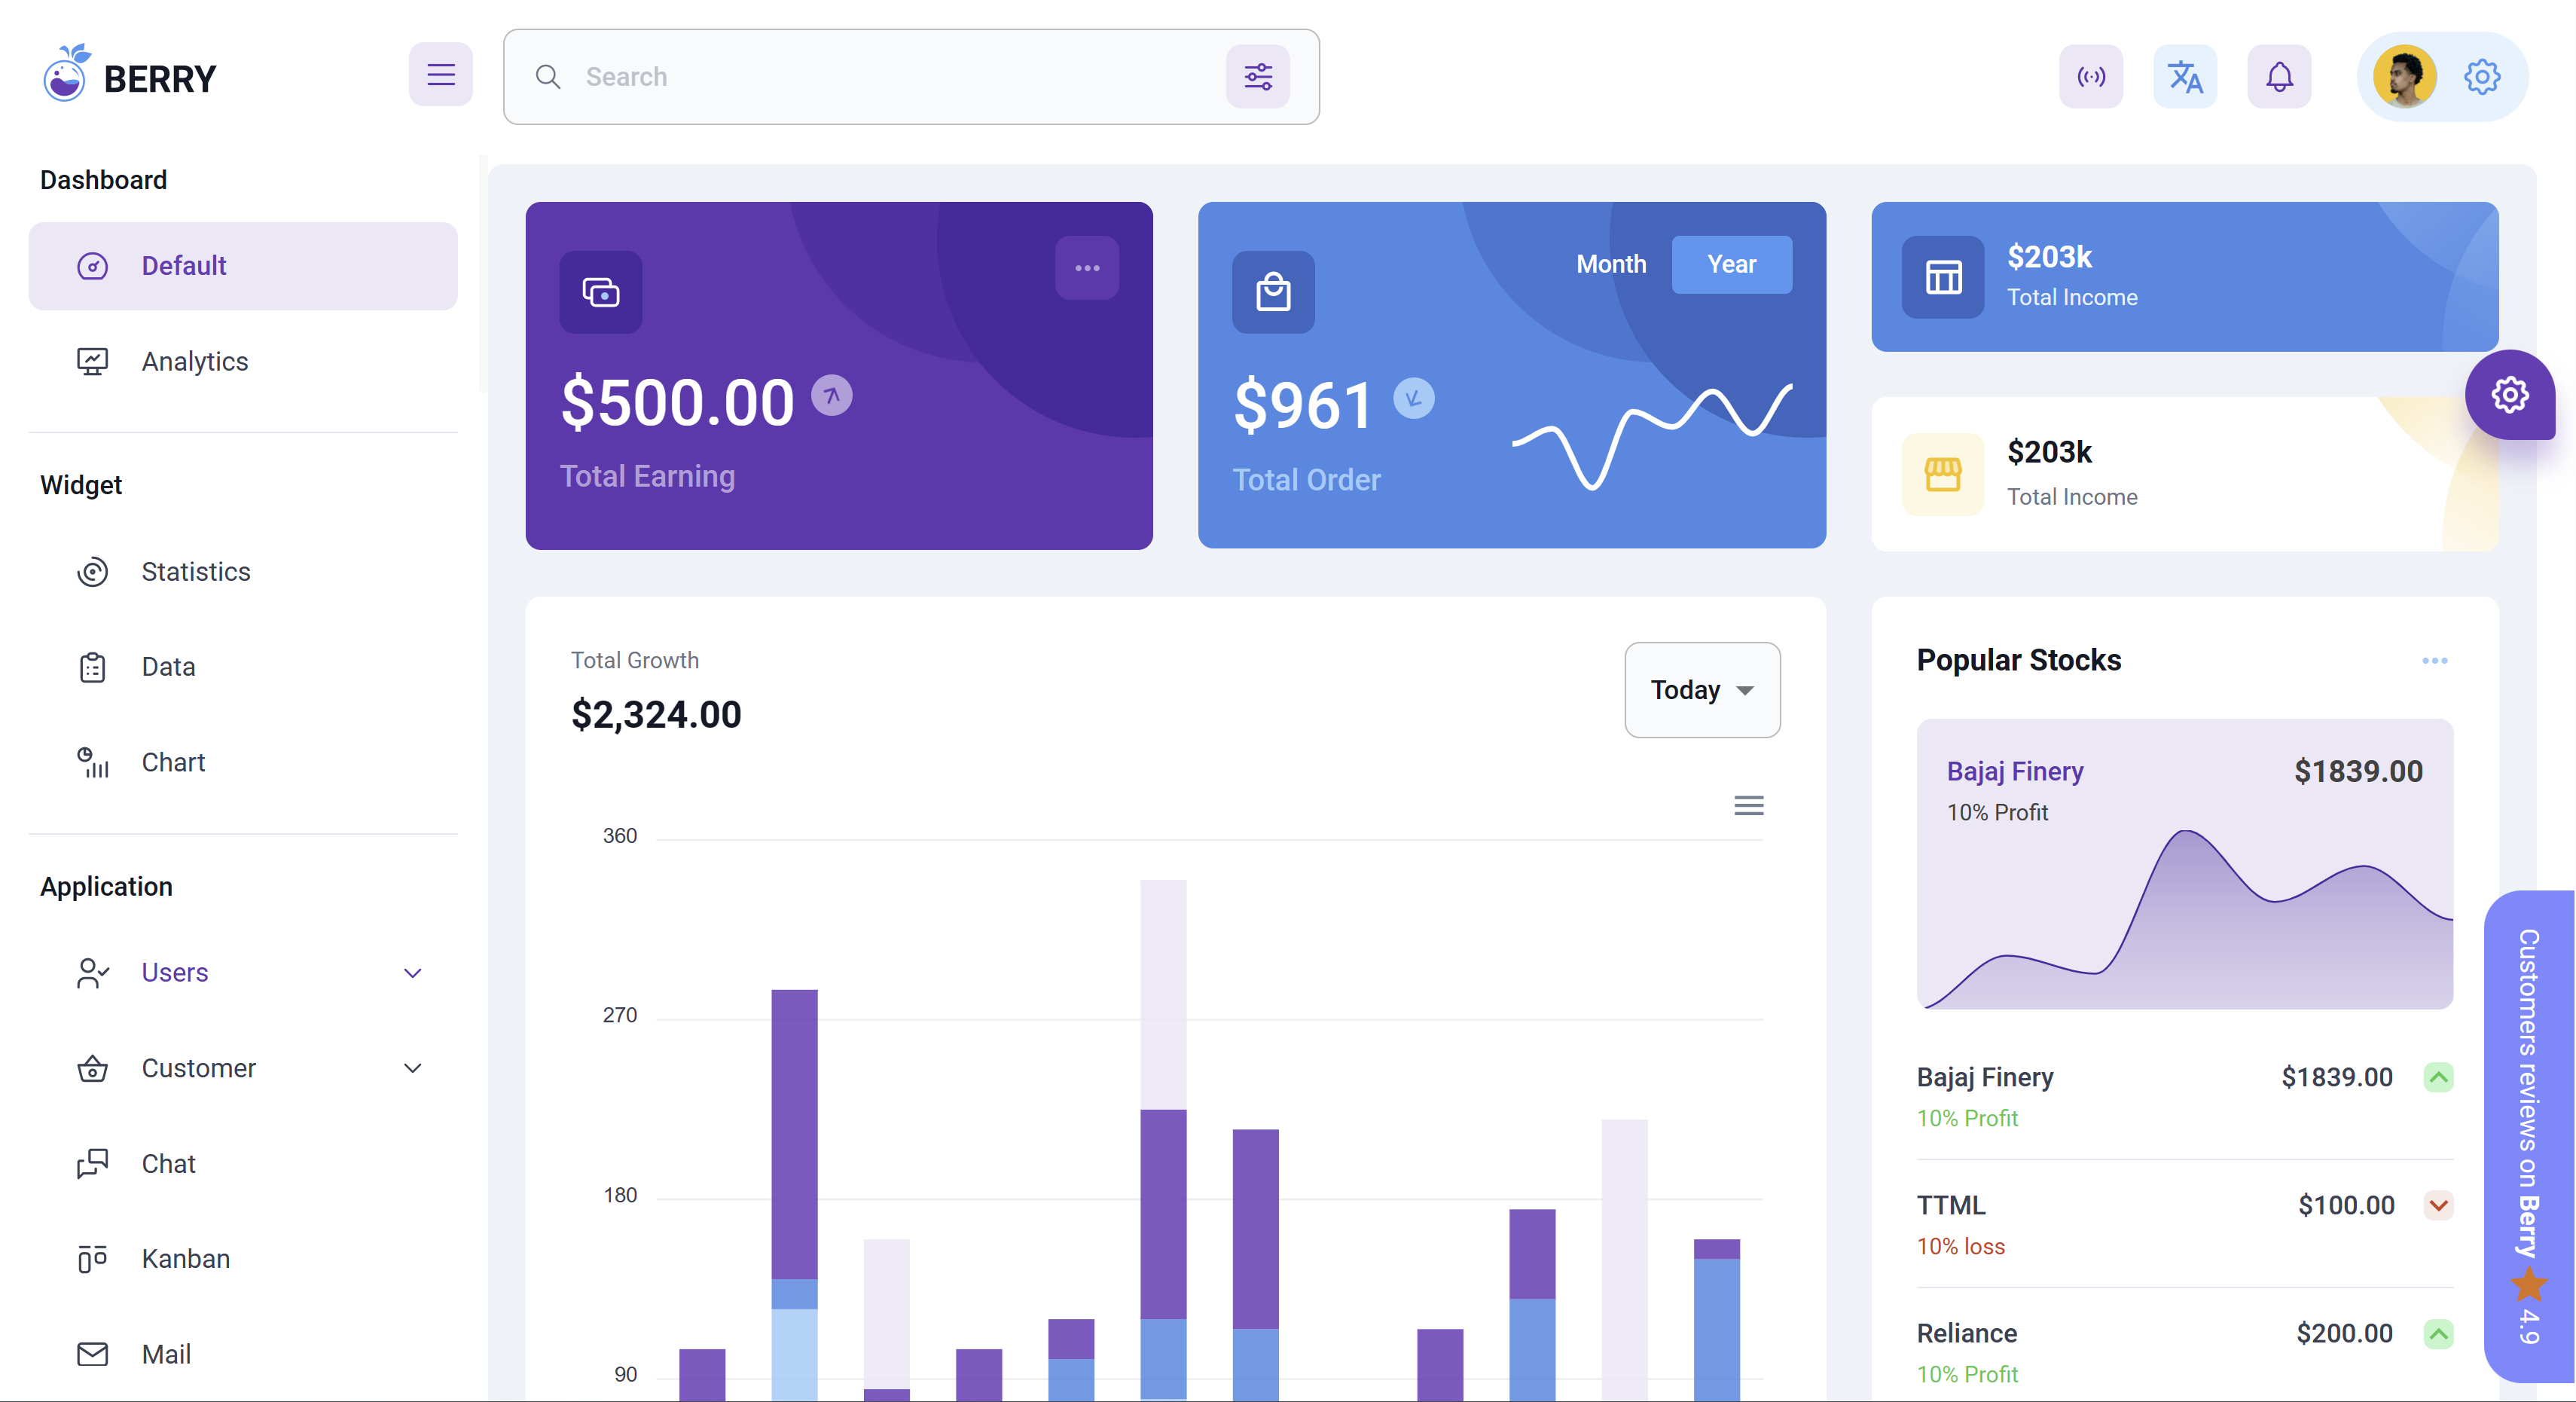 BERRY
Search
Dashboard
Default
Analytics
Widget
Statistics
Data
Chart
Application
Users
Customer
Chat
Kanban
Mail
$500.00
Total Earning
Month
Year
$961
Total Order
$203k
Total Income
$203k
Total Income
Total Growth
$2,324.00
Today
360
270
180
90
Popular Stocks
Bajaj Finery
$1839.00
10% Profit
Bajaj Finery
$1839.00
10% Profit
TTML
$100.00
10% loss
Reliance
$200.00
10% Profit
Customers reviews on Berry 4.9